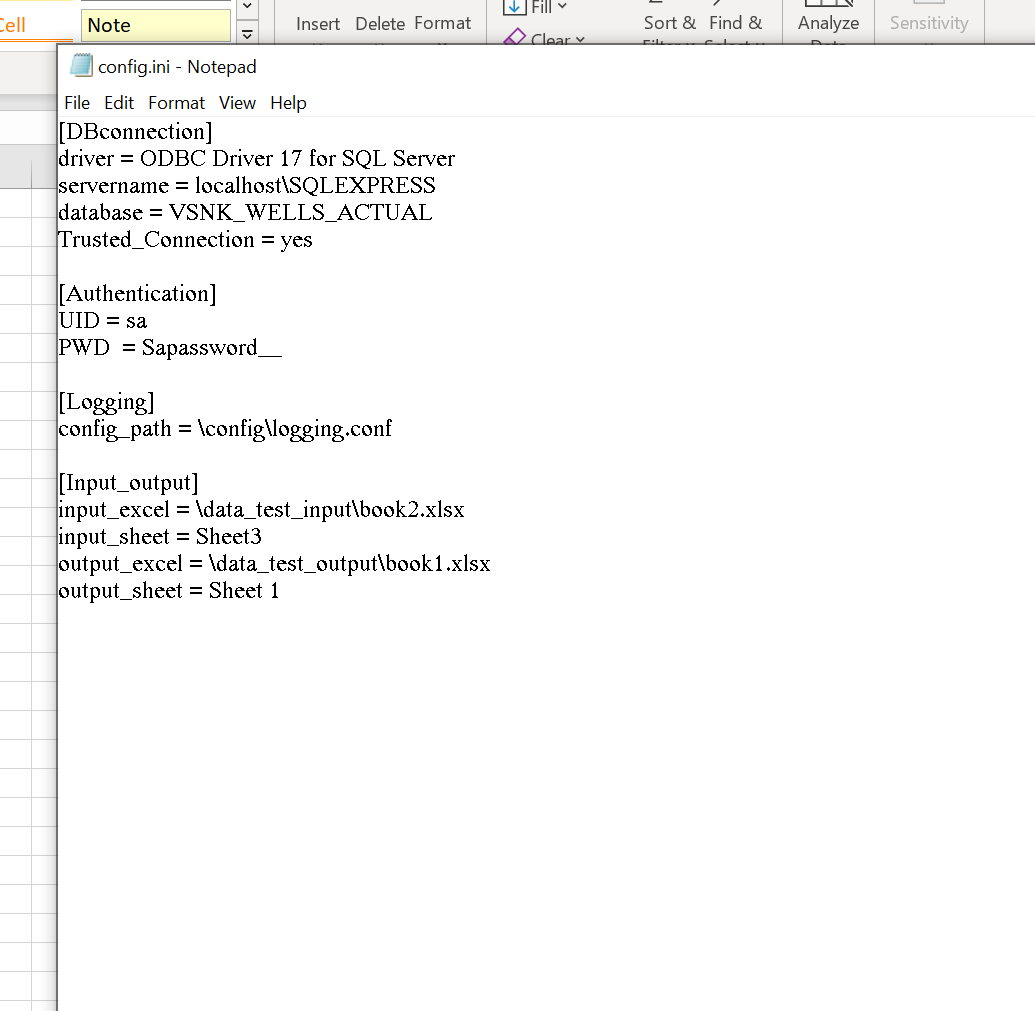 Cell
Note
Insert Delete Format
Fill
Clear
Sort & Find &
Analyze
Sensitivity
config.ini - Notepad
File Edit Format View Help
[DBconnection]
driver = ODBC Driver 17 for SQL Server
servername = localhost\SQLEXPRESS
database = VSNK_WELLS_ACTUAL
Trusted_Connection = yes
[Authentication]
UID = sa
PWD  = Sapassword__
[Logging]
config_path = \config\logging.conf
[Input_output]
input_excel = \data_test_input\book2.xlsx
input_sheet = Sheet3
output_excel = \data_test_output\book1.xlsx
output_sheet = Sheet 1